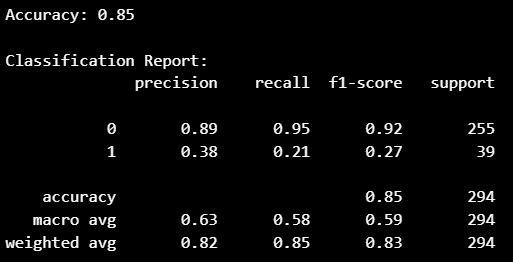 Accuracy: 0.85
Classification Report:
precision recall f1-score support
0 0.89 0.95 0.92 255
1 0.38 0.21 0.27 39
accuracy 0.85 294
macro avg 0.63 0.58 0.59 294
weighted avg 0.82 0.85 0.83 294